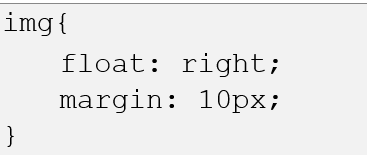 img{
    float: right;
    margin: 10px;
}